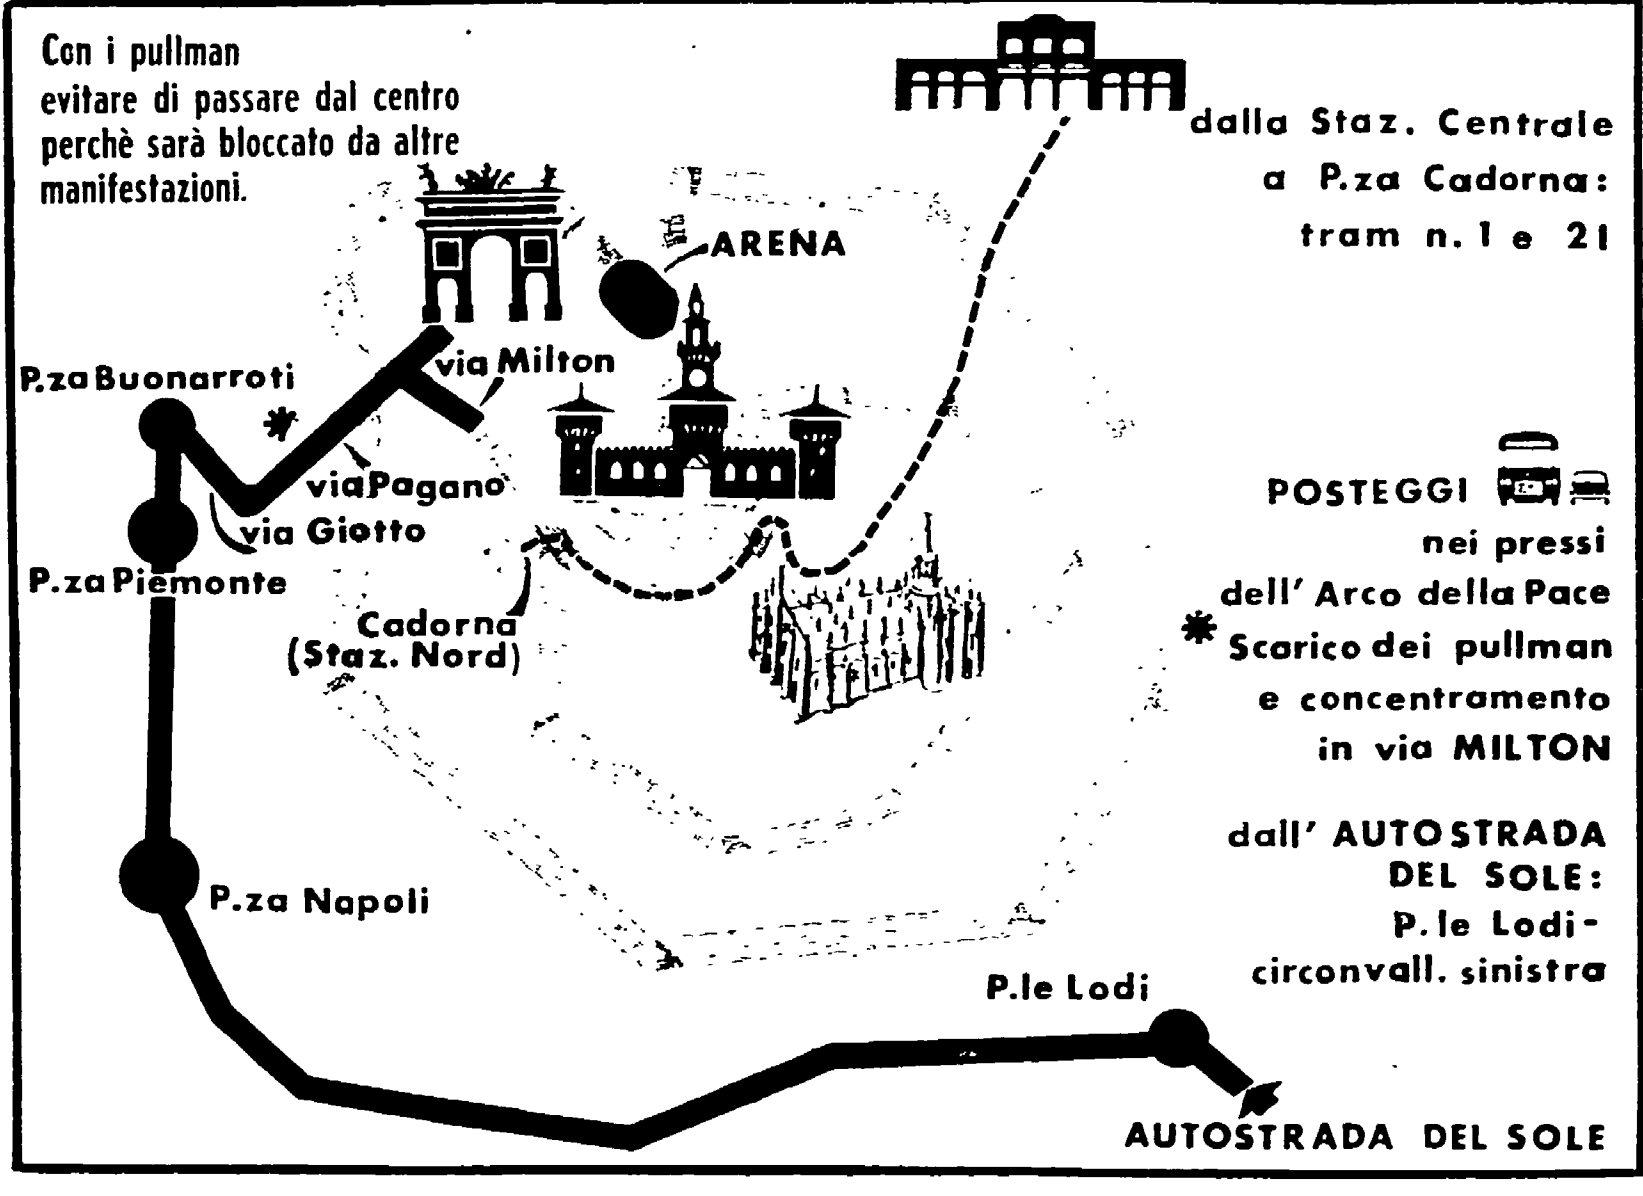 Con i pullman
evitare di passare dal centro
perchè sarà bloccato da altre
manifestazioni.
dalla Staz. Centrale
a P.za Cadorna:
tram n. 1 e 21
ARENA
via Milton
P.za Buonarroti
via Pagano
via Giotto
P.za Piemonte
Cadorna
(Staz. Nord)
POSTEGGI
nei pressi
dell' Arco della Pace
Scarico dei pullman
e concentramento
in via MILTON
dall' AUTOSTRADA
DEL SOLE:
P.le Lodi-
circonvall. sinistra
P.za Napoli
P.le Lodi
AUTOSTRADA DEL SOLE